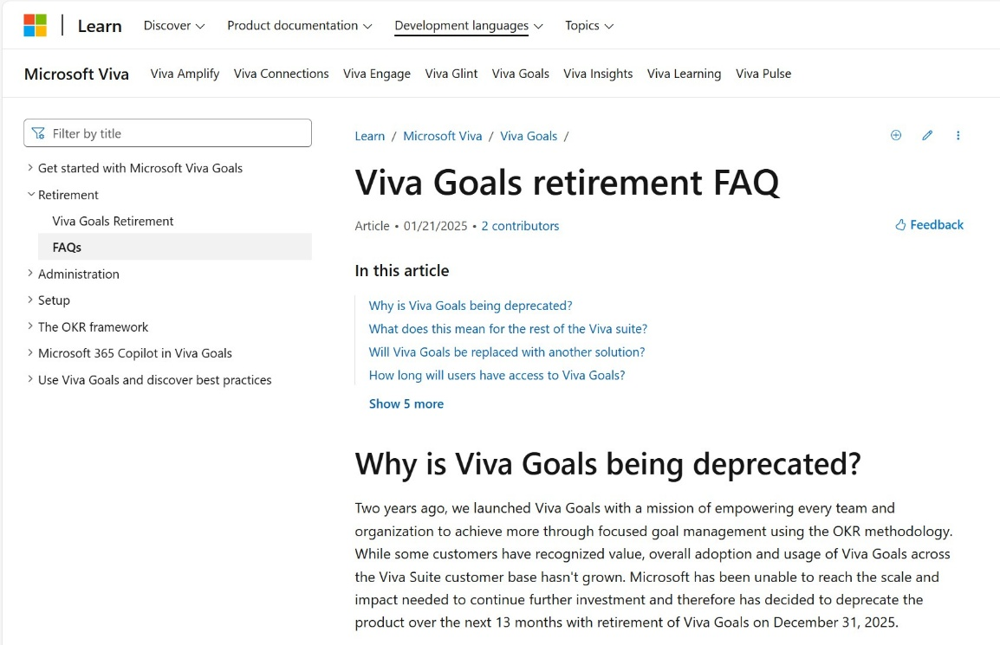 Learn Discover Product documentation Development languages Topics
Microsoft Viva Viva Amplify Viva Connections Viva Engage Viva Glint Viva Goals Viva Insights Viva Learning Viva Pulse
Filter by title
Get started with Microsoft Viva Goals
Retirement
Viva Goals Retirement
FAQs
Administration
Setup
The OKR framework
Microsoft 365 Copilot in Viva Goals
Use Viva Goals and discover best practices
Learn / Microsoft Viva / Viva Goals /
Viva Goals retirement FAQ
Article • 01/21/2025 • 2 contributors
Feedback
In this article
Why is Viva Goals being deprecated?
What does this mean for the rest of the Viva suite?
Will Viva Goals be replaced with another solution?
How long will users have access to Viva Goals?
Show 5 more
Why is Viva Goals being deprecated?
Two years ago, we launched Viva Goals with a mission of empowering every team and
organization to achieve more through focused goal management using the OKR methodology.
While some customers have recognized value, overall adoption and usage of Viva Goals across
the Viva Suite customer base hasn't grown. Microsoft has been unable to reach the scale and
impact needed to continue further investment and therefore has decided to deprecate the
product over the next 13 months with retirement of Viva Goals on December 31, 2025.